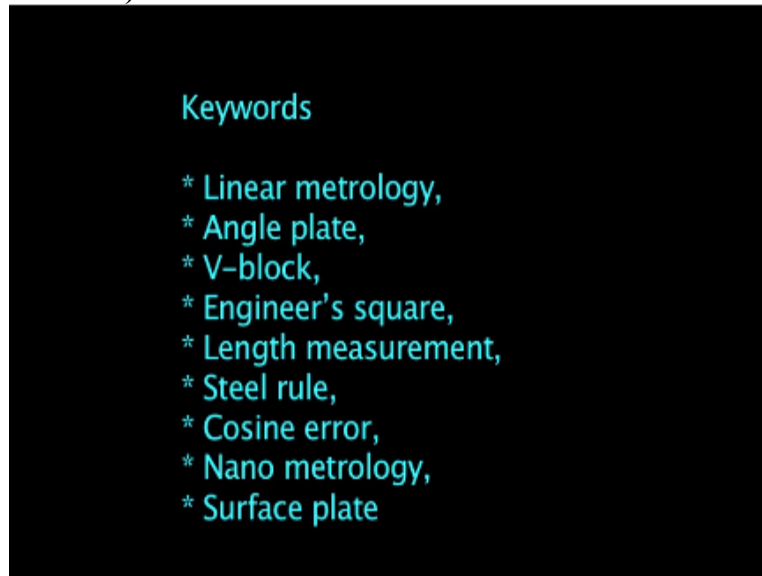 Keywords
* Linear metrology,
* Angle plate,
* V-block,
* Engineer's square,
* Length measurement,
* Steel rule,
* Cosine error,
* Nano metrology,
* Surface plate